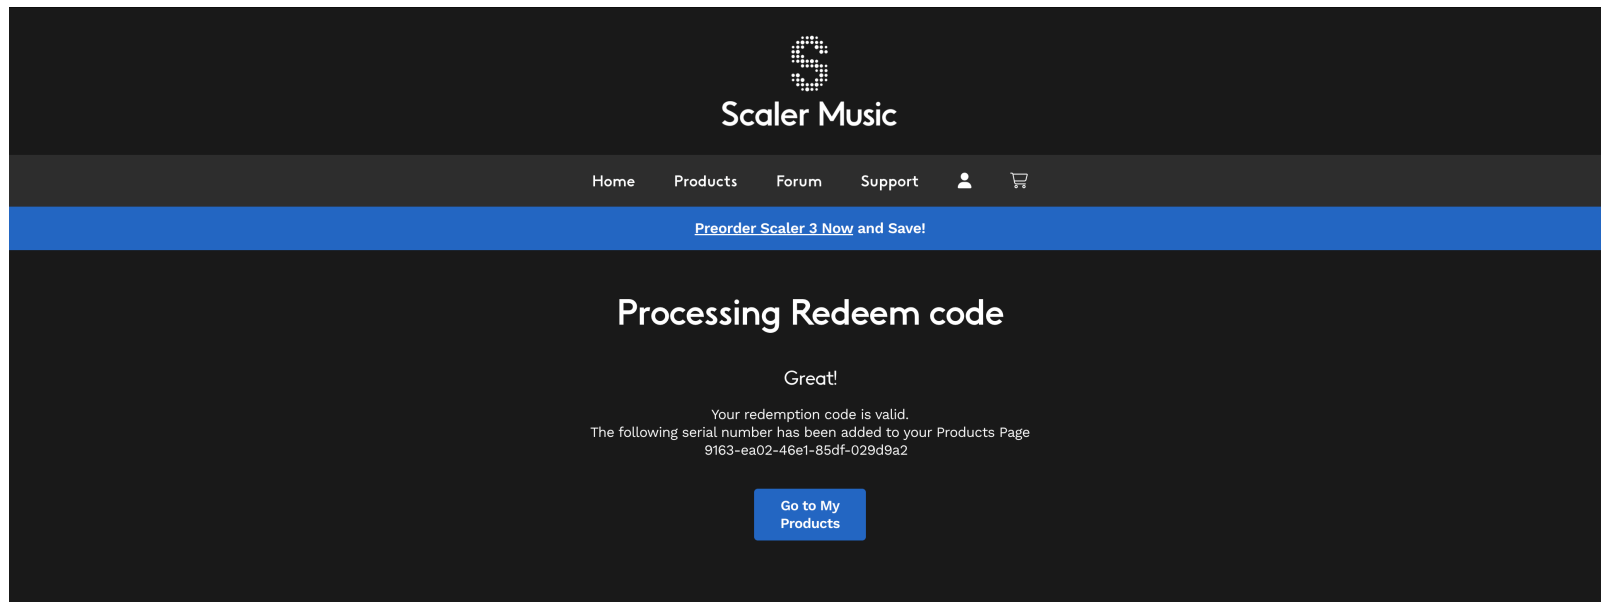 S
Scaler Music
Home Products Forum Support
Preorder Scaler 3 Now and Save!
Processing Redeem code
Great!
Your redemption code is valid.
The following serial number has been added to your Products Page
9163-ea02-46e1-85df-029d9a2
Go to My
Products